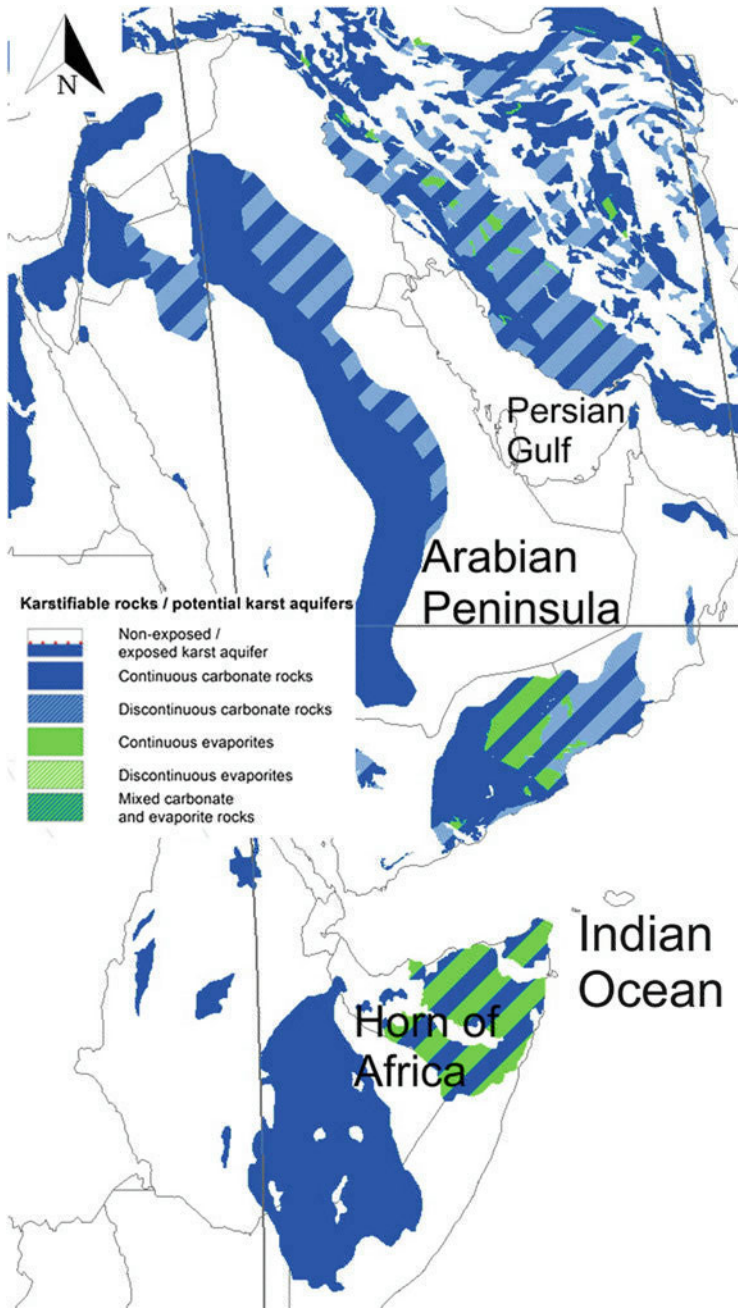 N
Persian
Gulf
Arabian
Peninsula
Karstifiable rocks / potential karst aquifers
Non-exposed /
exposed karst aquifer
Continuous carbonate rocks
Discontinuous carbonate rocks
Continuous evaporites
Discontinuous evaporites
Mixed carbonate
and evaporite rocks
Indian
Ocean
Horn of
Africa